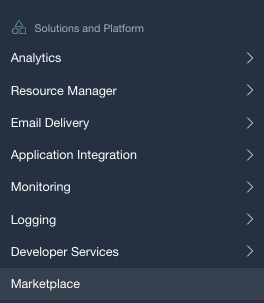 Solutions and Platform
Analytics
Resource Manager
Email Delivery
Application Integration
Monitoring
Logging
Developer Services
Marketplace